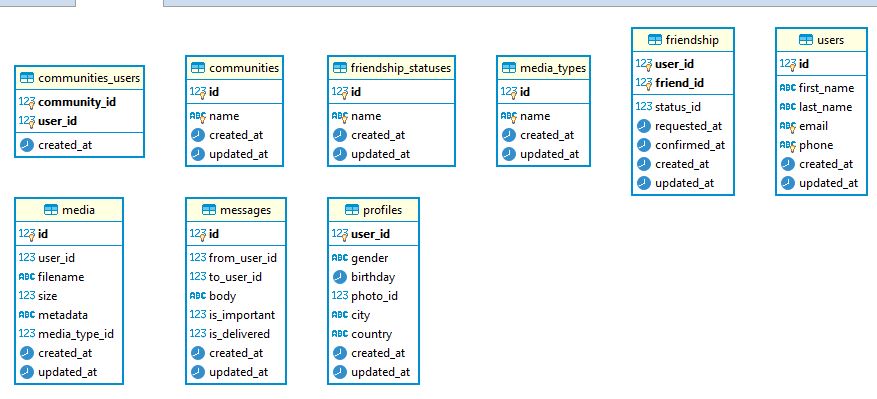 communities_users
123 community_id
123 user_id
created_at
communities
123 id
ABC name
created_at
updated_at
friendship_statuses
123 id
ABC name
created_at
updated_at
media_types
123 id
ABC name
created_at
updated_at
friendship
123 user_id
123 friend_id
123 status_id
requested_at
confirmed_at
created_at
updated_at
users
123 id
ABC first_name
ABC last_name
ABC email
ABC phone
created_at
updated_at
media
123 id
123 user_id
ABC filename
123 size
ABC metadata
123 media_type_id
created_at
updated_at
messages
123 id
123 from_user_id
123 to_user_id
ABC body
123 is_important
123 is_delivered
created_at
updated_at
profiles
123 user_id
ABC gender
birthday
123 photo_id
ABC city
ABC country
created_at
updated_at